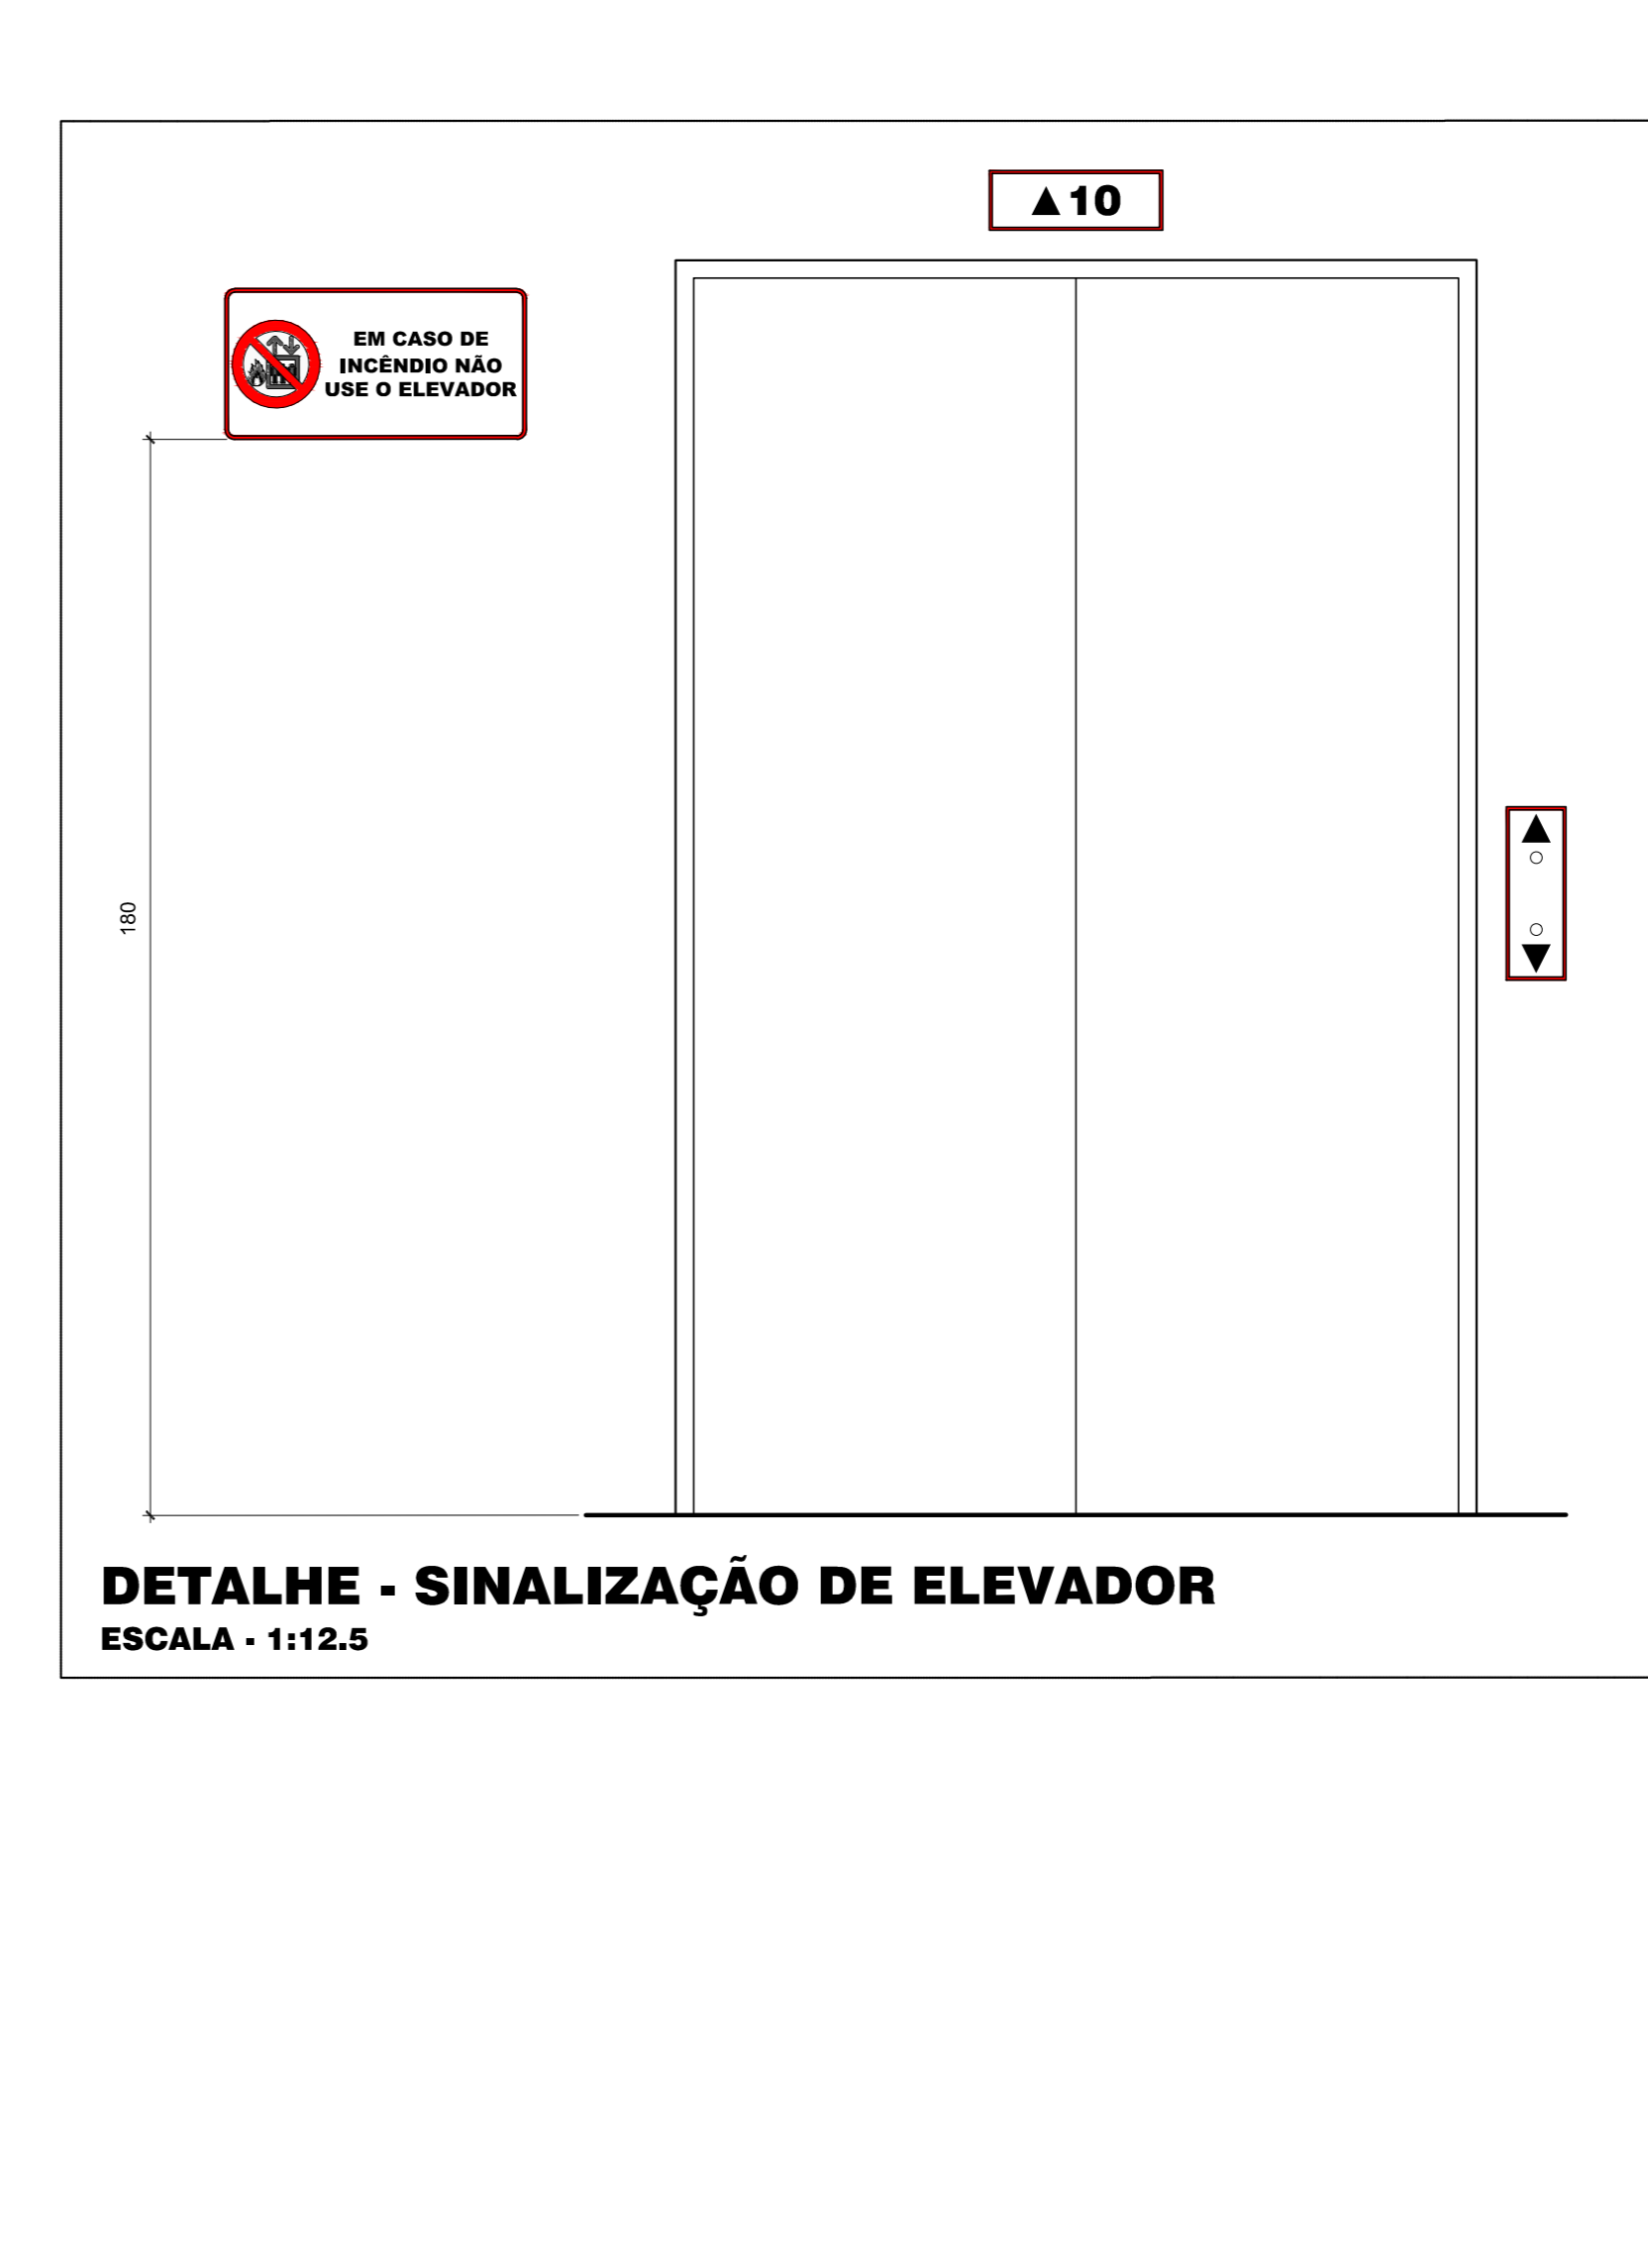 ▲10
EM CASO DE
INCÊNDIO NÃO
USE O ELEVADOR
180
DETALHE - SINALIZAÇÃO DE ELEVADOR
ESCALA - 1:12.5